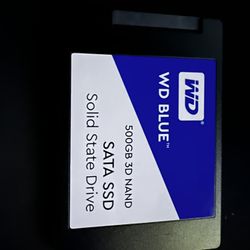 WD
WD BLUE™
500GB 3D NAND
SATA SSD
Solid State Drive